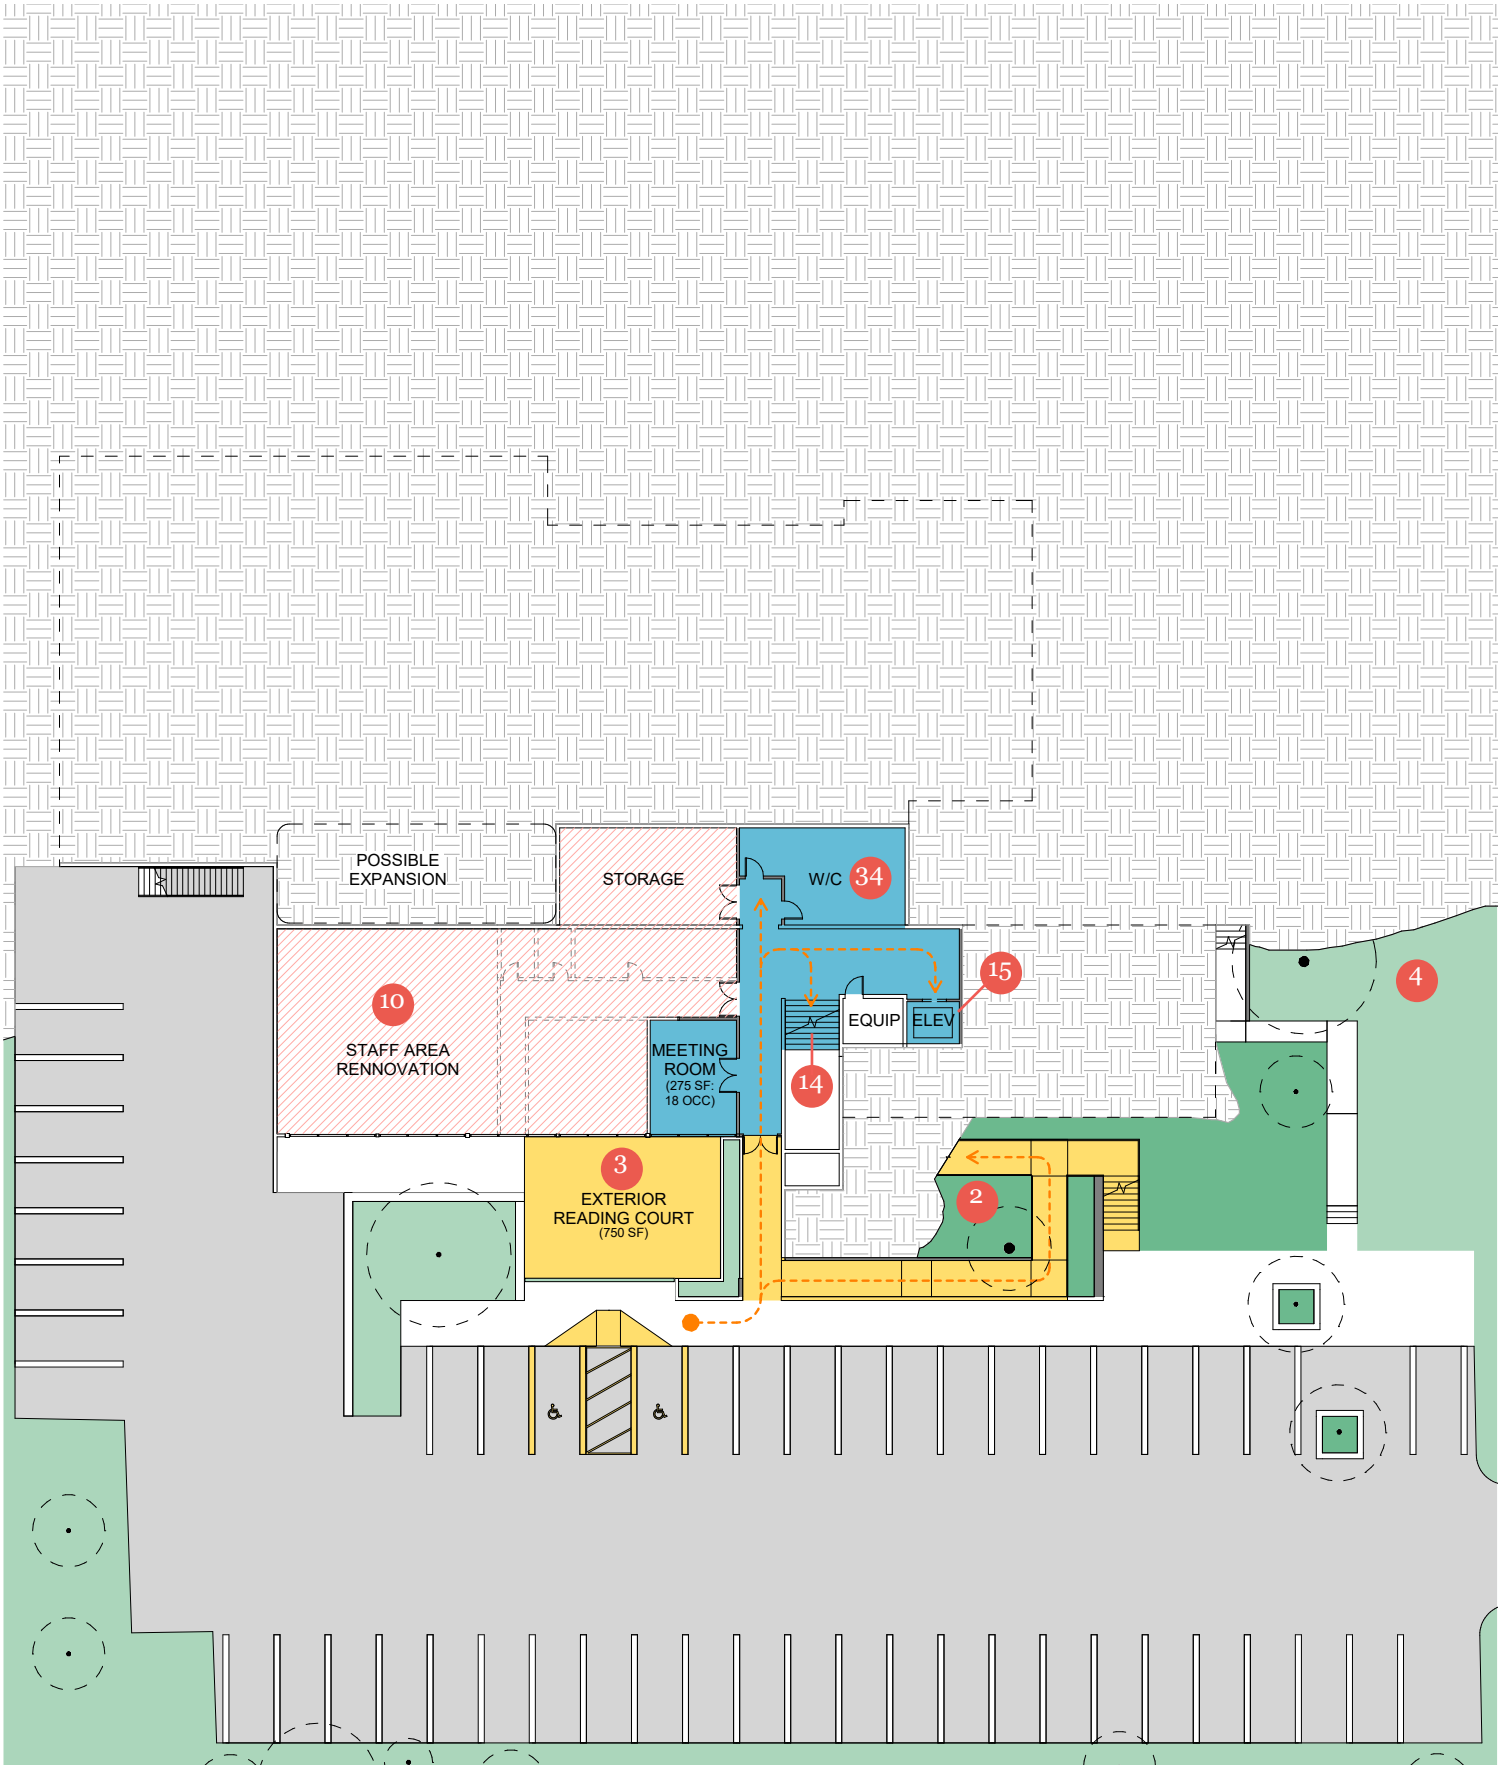 POSSIBLE
EXPANSION
STORAGE
W/C
34
10
STAFF AREA
RENNOVATION
MEETING
ROOM
(275 SF:
18 OCC)
EQUIP
ELEV
15
14
4
3
EXTERIOR
READING COURT
(750 SF)
2